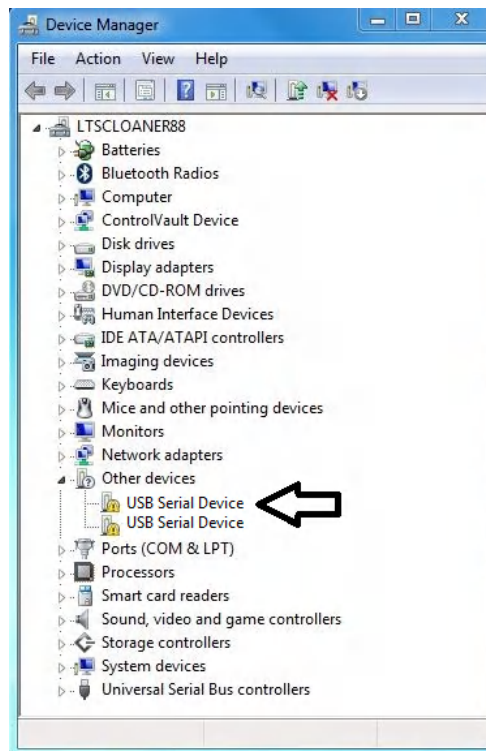 Device Manager
File Action View Help
LTSCLOANER88
Batteries
Bluetooth Radios
Computer
ControlVault Device
Disk drives
Display adapters
DVD/CD-ROM drives
Human Interface Devices
IDE ATA/ATAPI controllers
Imaging devices
Keyboards
Mice and other pointing devices
Monitors
Network adapters
Other devices
USB Serial Device
USB Serial Device
Ports (COM & LPT)
Processors
Smart card readers
Sound, video and game controllers
Storage controllers
System devices
Universal Serial Bus controllers